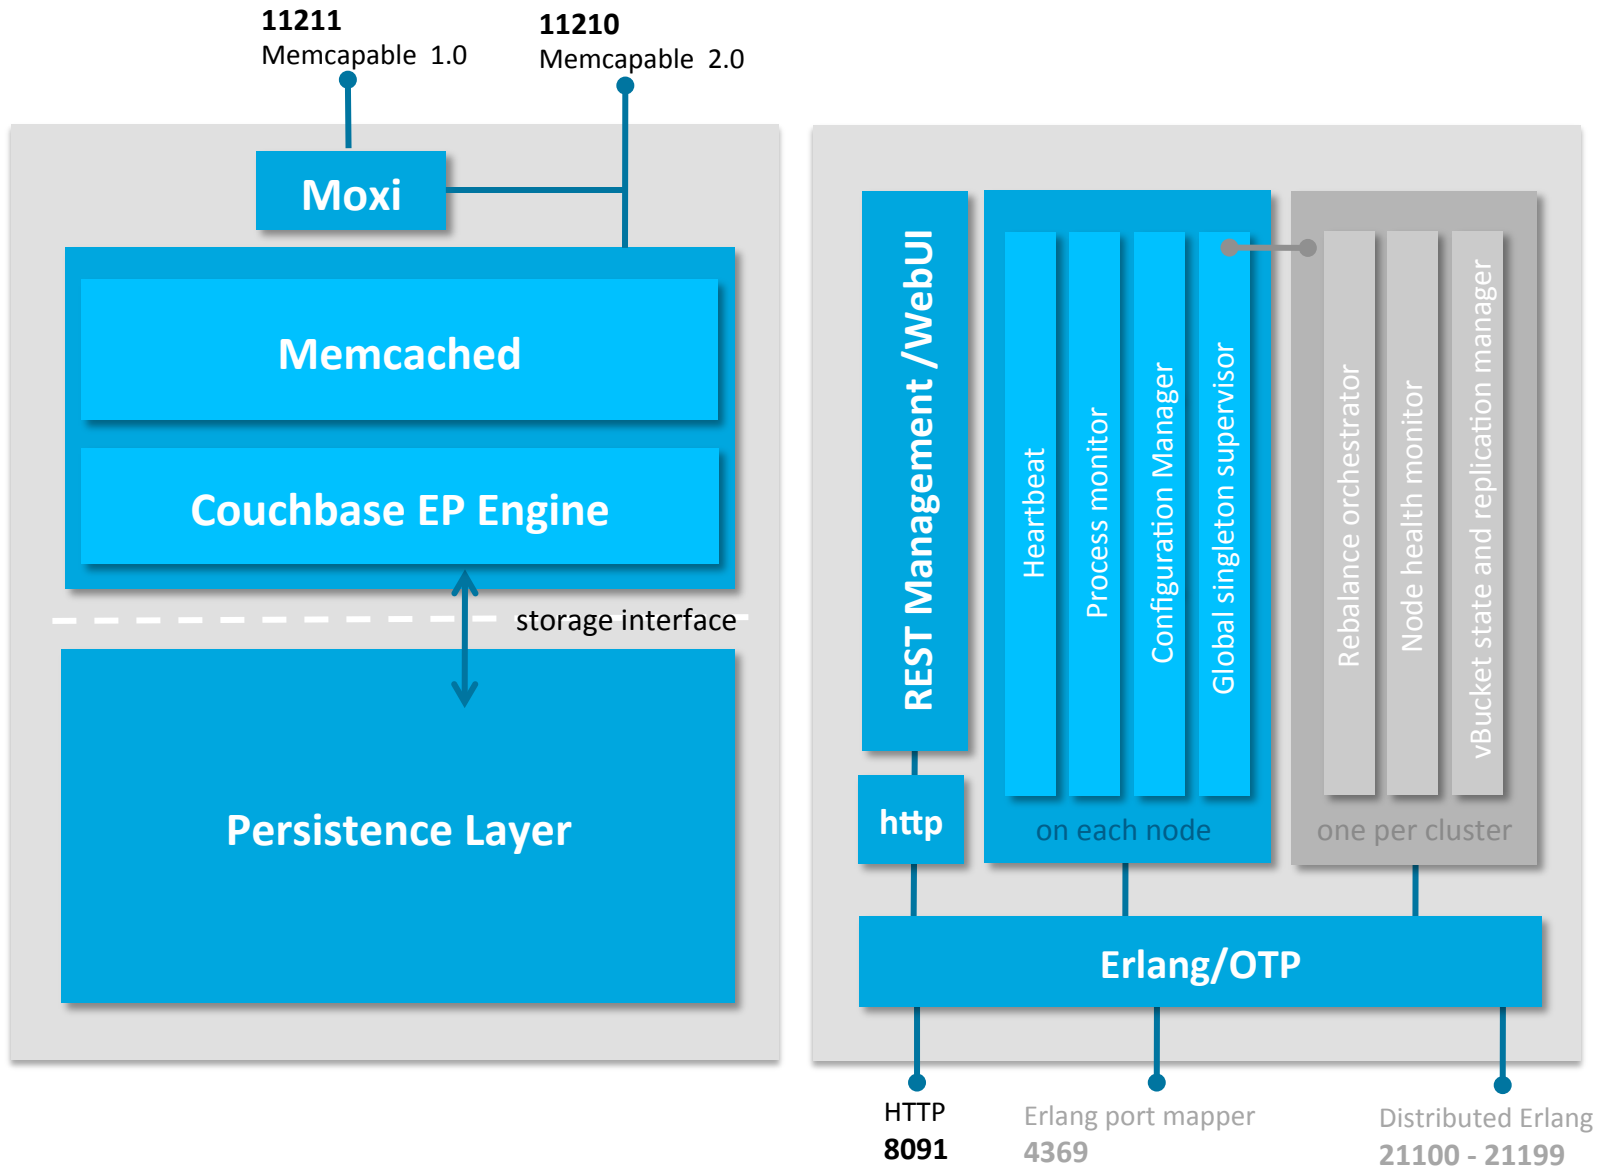 11211
Memcapable 1.0
11210
Memcapable 2.0
Moxi
Memcached
Couchbase EP Engine
storage interface
Persistence Layer
REST Management /WebUI
http
Heartbeat
Process monitor
Configuration Manager
Global singleton supervisor
on each node
Rebalance orchestrator
Node health monitor
vBucket state and replication manager
one per cluster
Erlang/OTP
HTTP
8091
Erlang port mapper
4369
Distributed Erlang
21100 - 21199